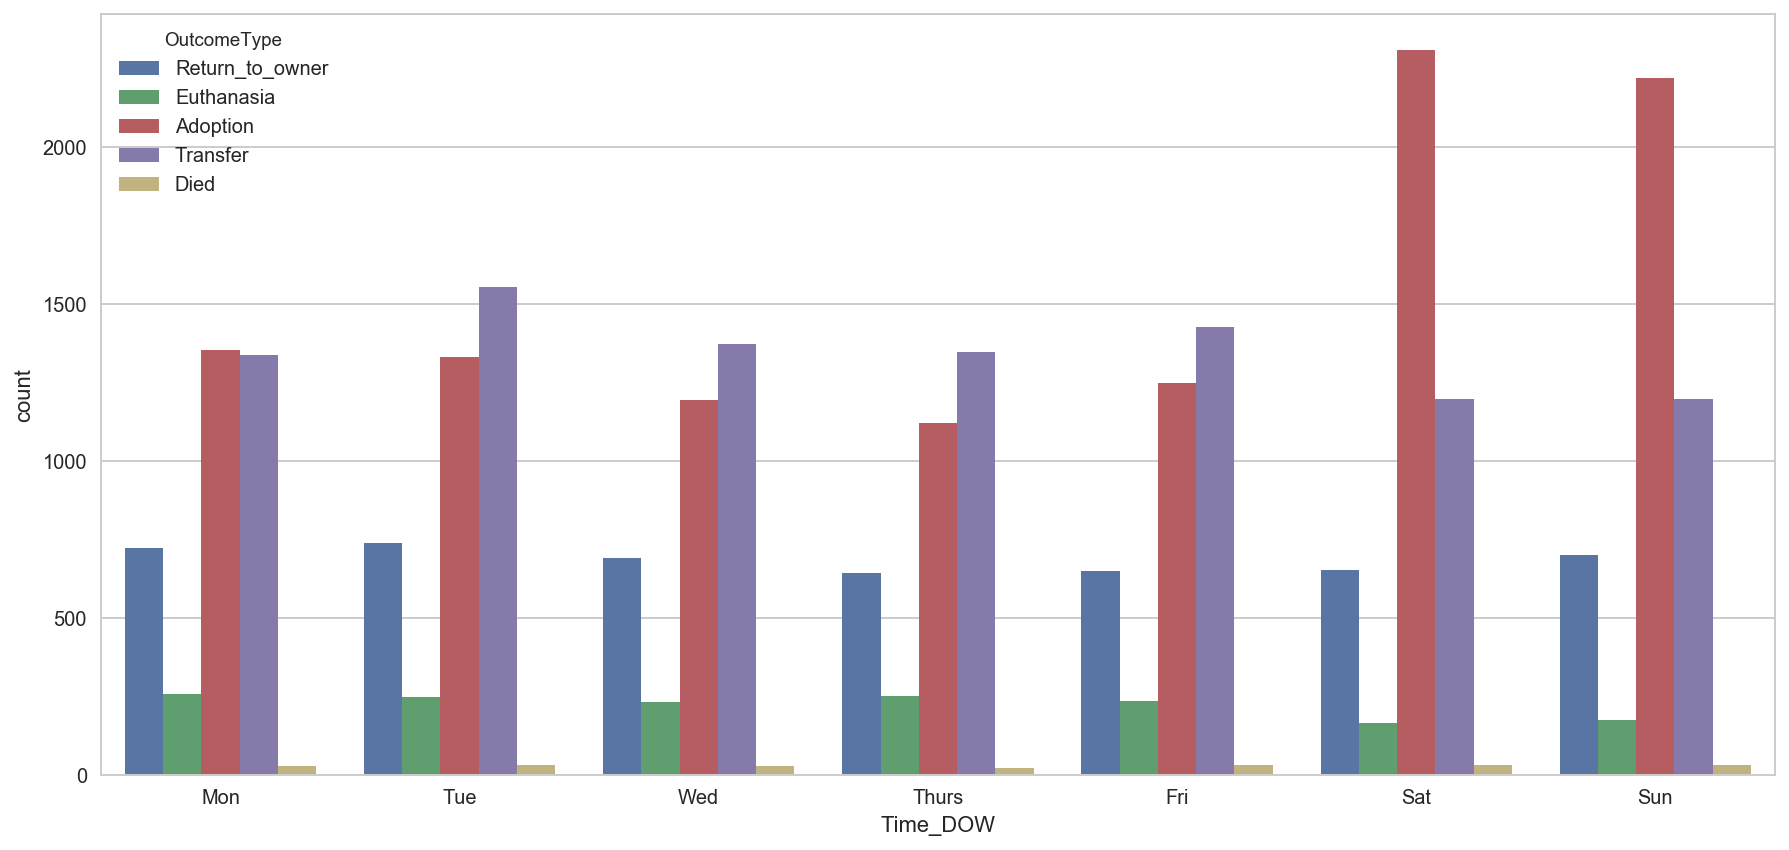 OutcomeType
Return_to_owner
Euthanasia
Adoption
Transfer
Died
2000
1500
1000
500
0
count
Mon Tue Wed Thurs Fri Sat Sun
Time_DOW